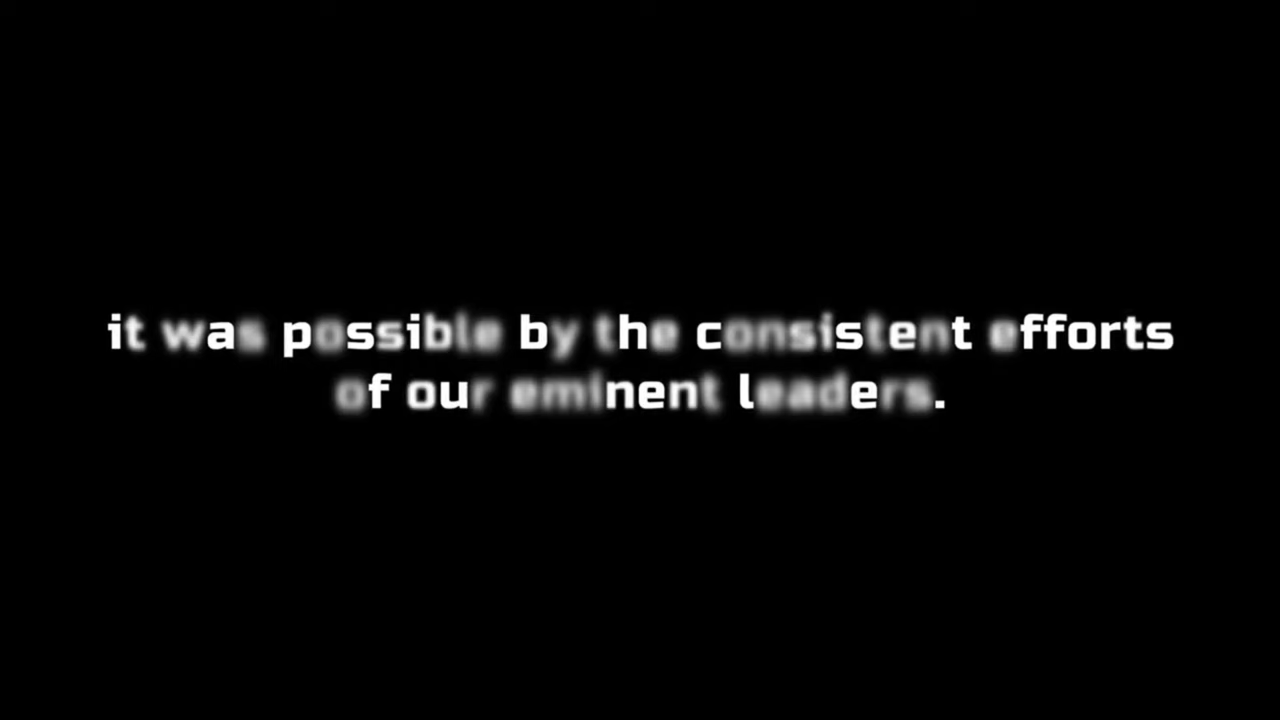 it was possible by the consistent efforts
of our eminent leaders.